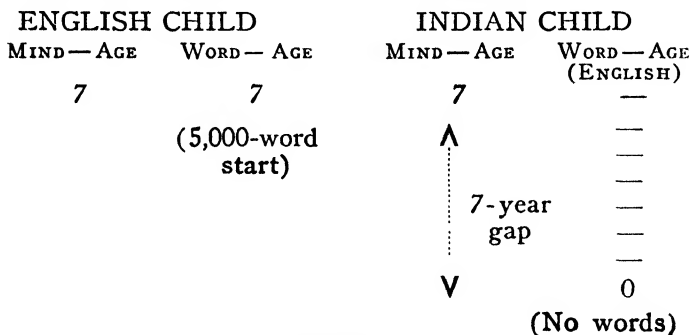 ENGLISH CHILD INDIAN CHILD
MIND—AGE WORD—AGE MIND—AGE WORD—AGE
(ENGLISH)
7 7 7 —
(5,000-word
start)
7-year
gap
0
(No words)